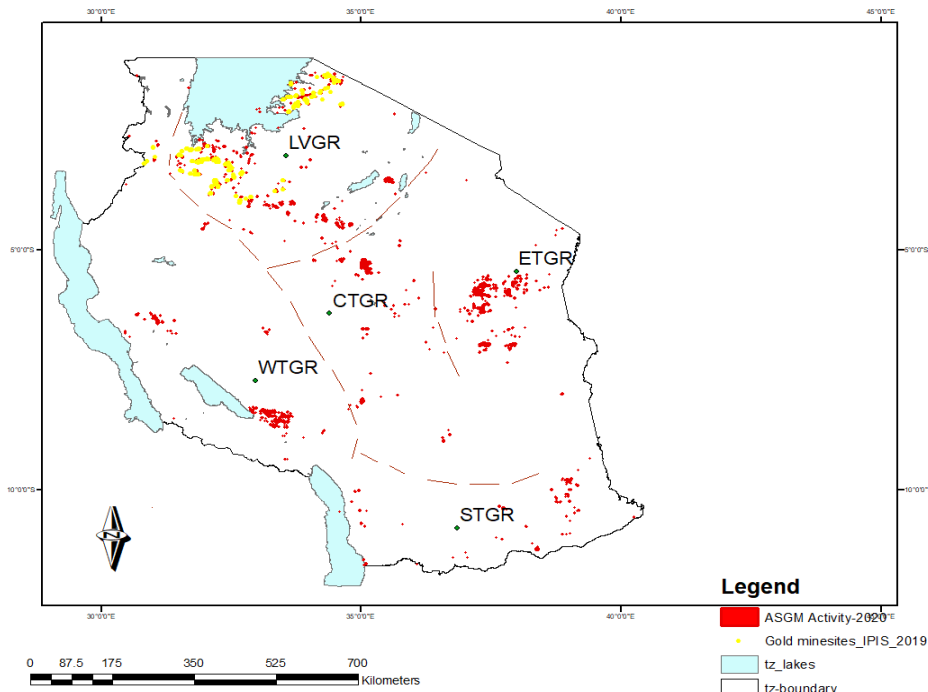 30°0'0"E 35°0'0"E 40°0'0"E 45°0'0"E
LVGR
5°0'0"S 5°0'0"S
ETGR
CTGR
WTGR
10°0'0"S 10°0'0"S
STGR
N
Legend
ASGM Activity-2020
Gold minesites_IPIS_2019
tz_lakes
tz-boundary
30°0'0"E 35°0'0"E 40°0'0"E 45°0'0"E
0 87.5 175 350 525 700
Kilometers